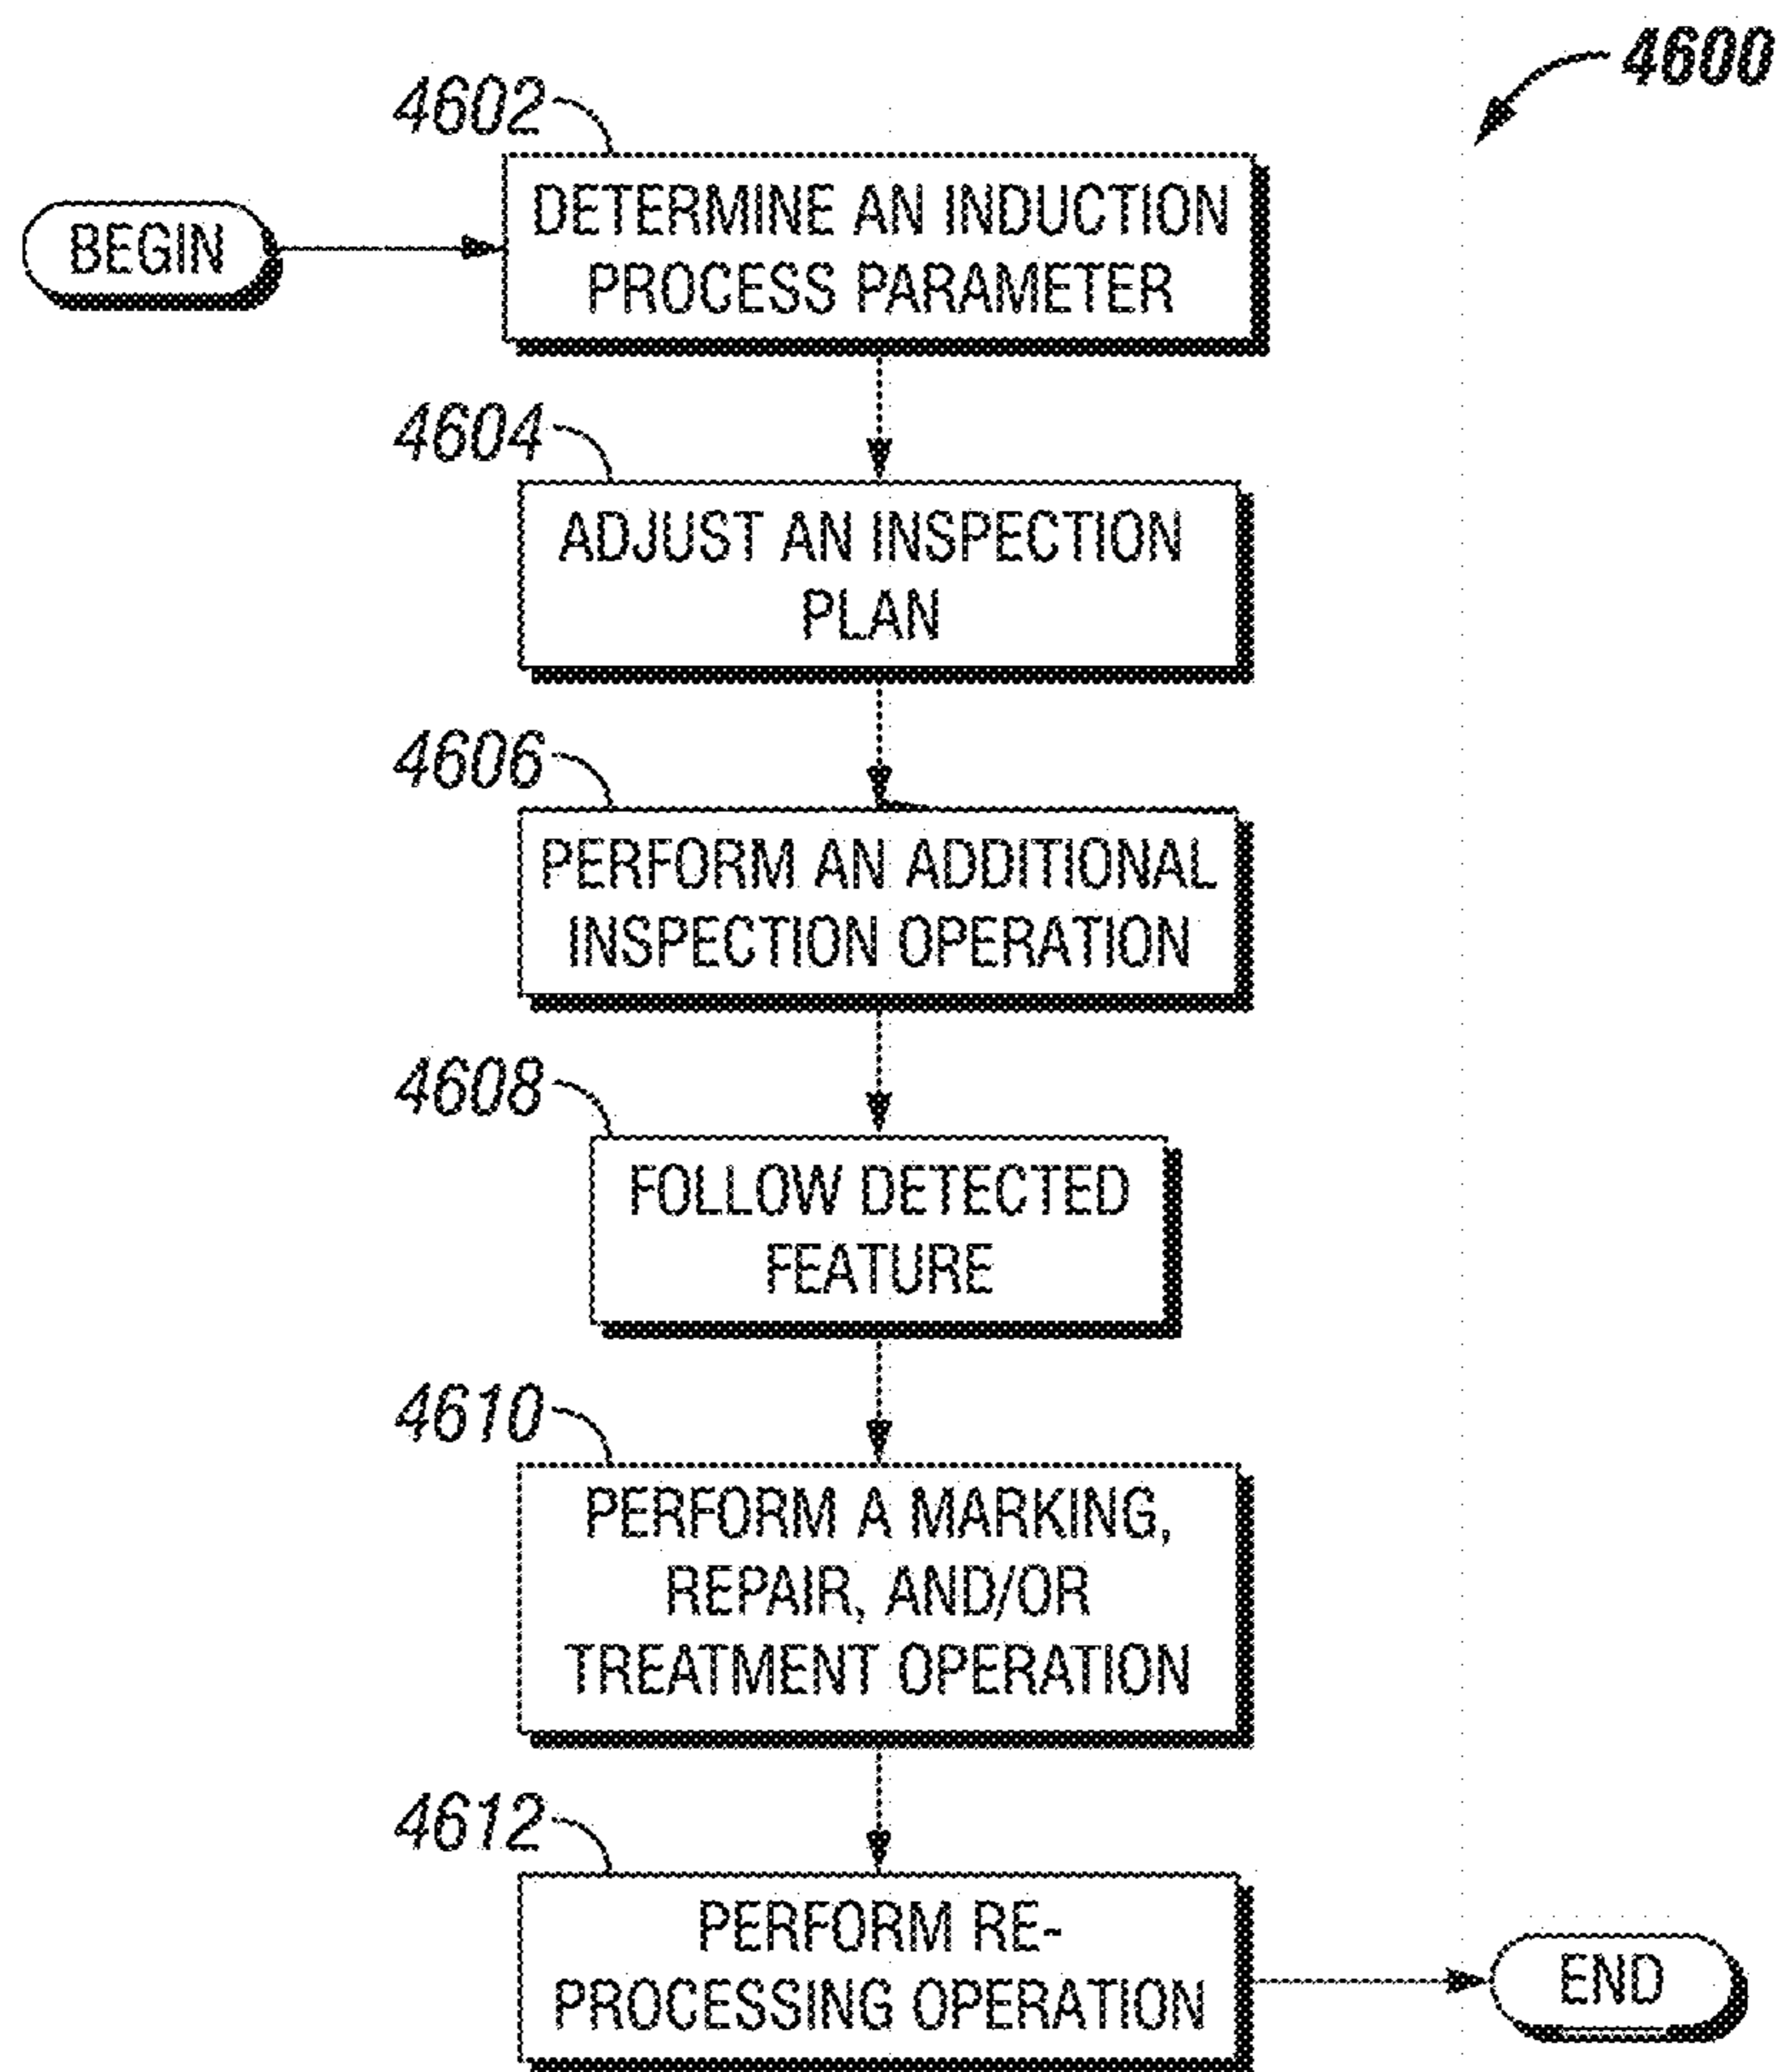 4600
4602
BEGIN
DETERMINE AN INDUCTION
PROCESS PARAMETER
4604
ADJUST AN INSPECTION
PLAN
4606
PERFORM AN ADDITIONAL
INSPECTION OPERATION
4608
FOLLOW DETECTED
FEATURE
4610
PERFORM A MARKING,
REPAIR, AND/OR
TREATMENT OPERATION
4612
PERFORM RE-
PROCESSING OPERATION
END